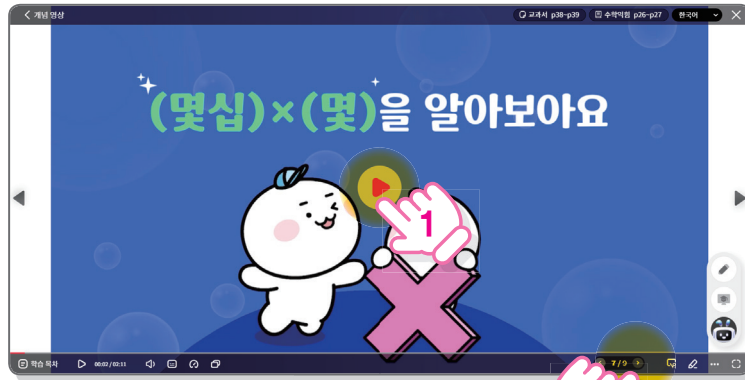 개념 영상
교과서 p38~p39
수학익힘 p26~p27
한국어
(몇십)×(몇)을 알아보아요
1
학습 목차
00:02 / 02:11
7 / 9